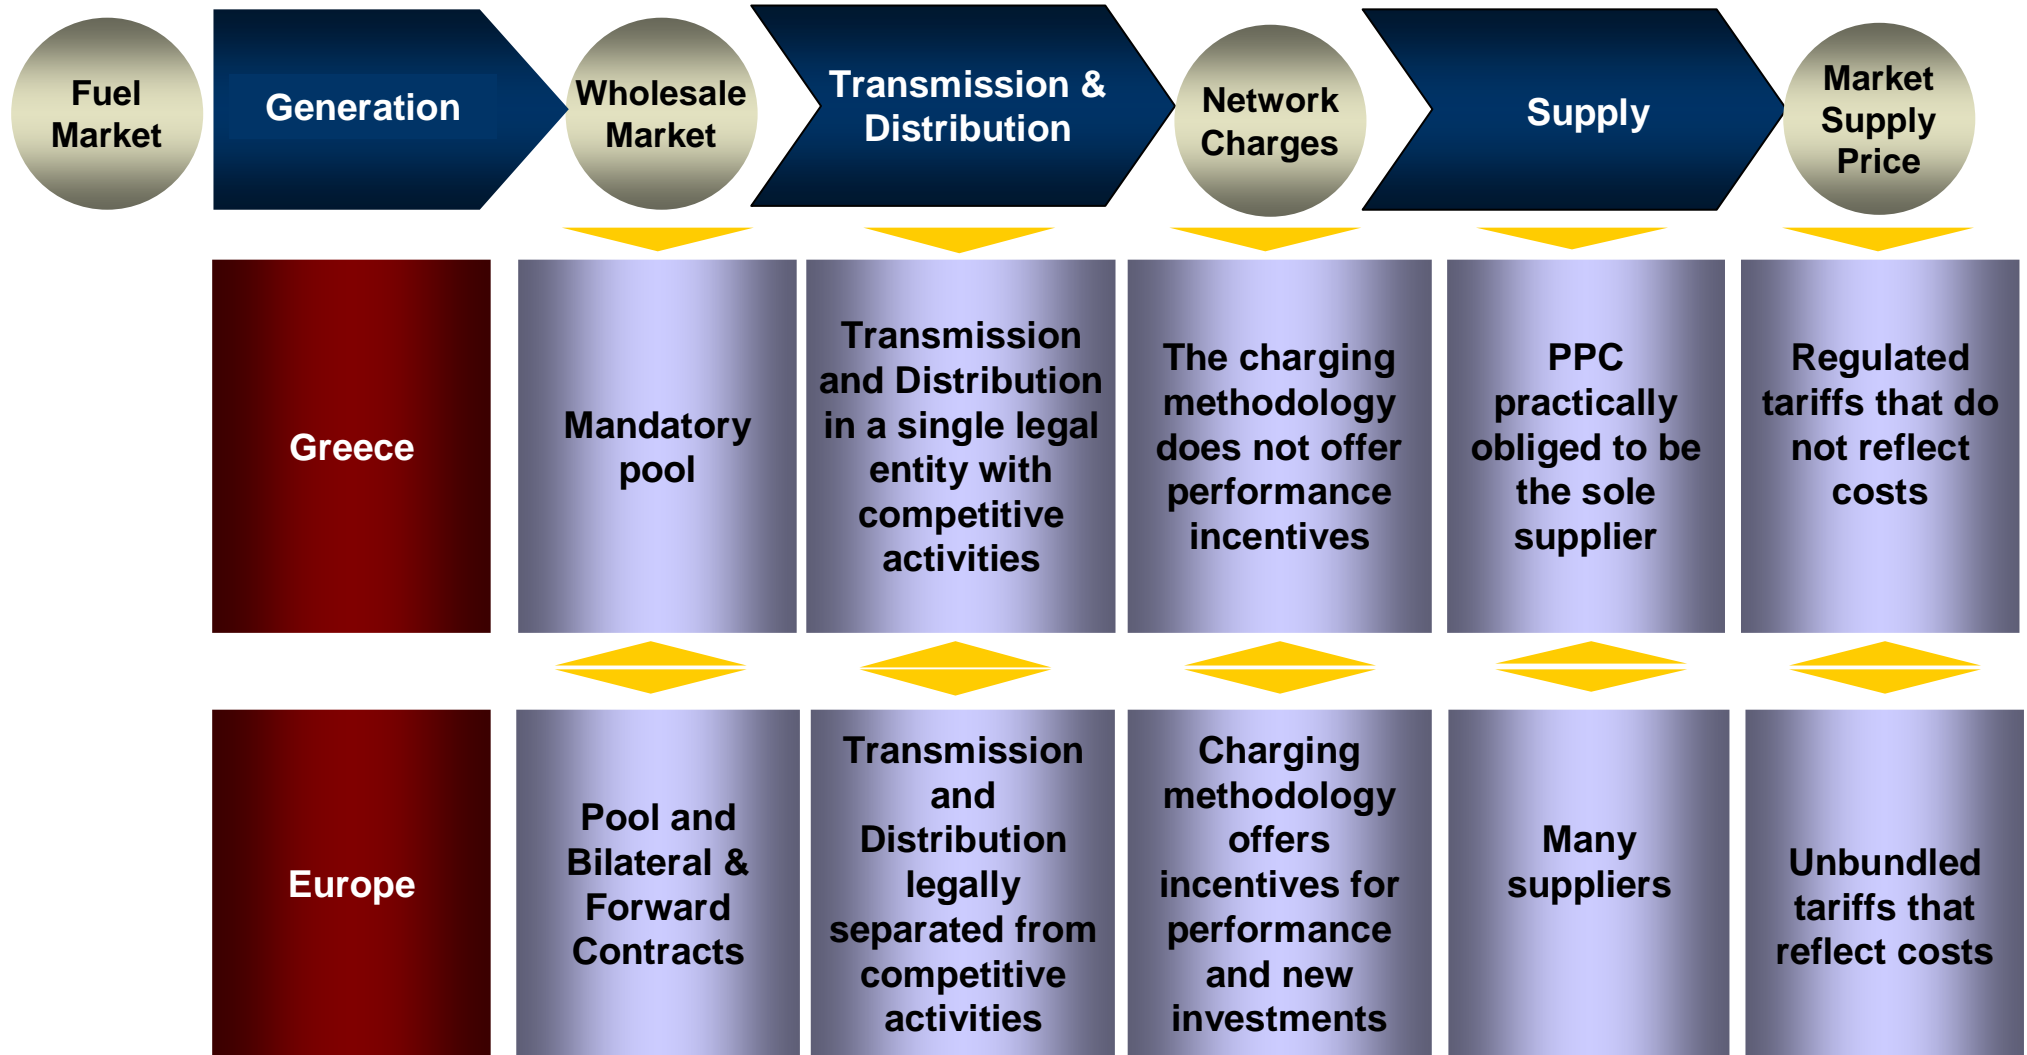 Fuel
Market
Generation
Wholesale
Market
Transmission &
Distribution
Network
Charges
Supply
Market
Supply
Price
Greece
Mandatory
pool
Transmission
and Distribution
in a single legal
entity with
competitive
activities
The charging
methodology
does not offer
performance
incentives
PPC
practically
obliged to be
the sole
supplier
Regulated
tariffs that do
not reflect
costs
Europe
Pool and
Bilateral &
Forward
Contracts
Transmission
and
Distribution
legally
separated from
competitive
activities
Charging
methodology
offers
incentives for
performance
and new
investments
Many
suppliers
Unbundled
tariffs that
reflect costs